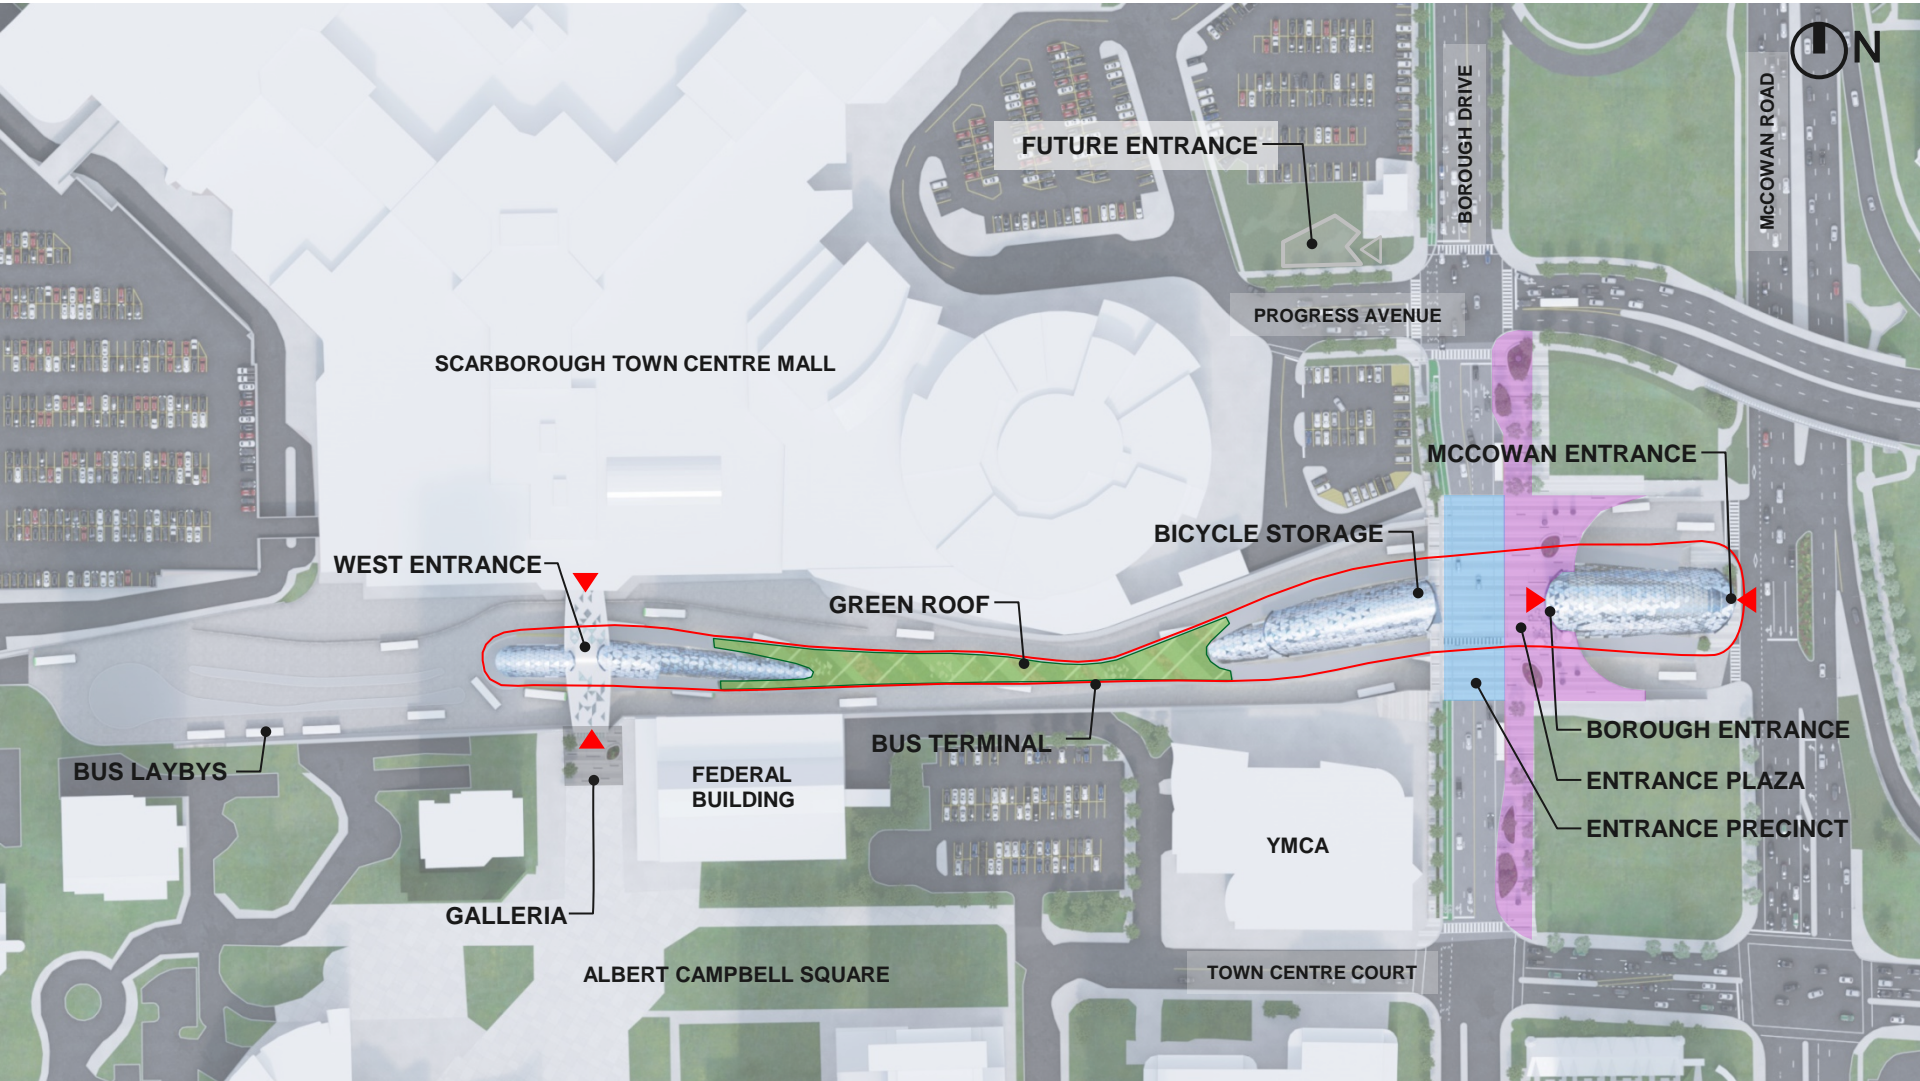 N
BOROUGH DRIVE
McCOWAN ROAD
FUTURE ENTRANCE
PROGRESS AVENUE
SCARBOROUGH TOWN CENTRE MALL
MCCOWAN ENTRANCE
BICYCLE STORAGE
WEST ENTRANCE
GREEN ROOF
BOROUGH ENTRANCE
BUS TERMINAL
BUS LAYBYS
FEDERAL
BUILDING
ENTRANCE PLAZA
ENTRANCE PRECINCT
YMCA
GALLERIA
ALBERT CAMPBELL SQUARE
TOWN CENTRE COURT